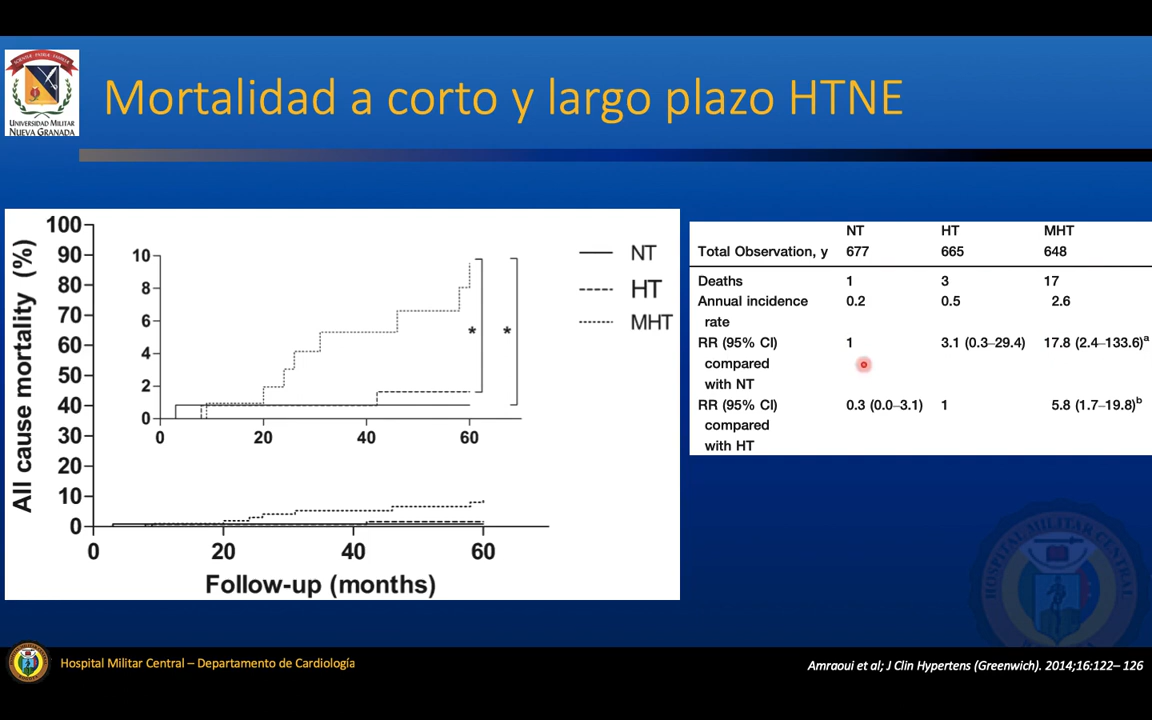 SCIENTIAE PATRIAE FAMILIAE
UNIVERSIDAD MILITAR
NUEVA GRANADA
Mortalidad a corto y largo plazo HTNE
All cause mortality (%)
100
90
80
70
60
50
40
30
20
10
0
0 20 40 60
Follow-up (months)
10
8
6
4
2
0
0 20 40 60
* *
NT
HT
MHT
NT HT MHT
Total Observation, y 677 665 648
Deaths 1 3 17
Annual incidence 0.2 0.5 2.6
rate
RR (95% CI) 1 3.1 (0.3–29.4) 17.8 (2.4–133.6)a
compared
with NT
RR (95% CI) 0.3 (0.0–3.1) 1 5.8 (1.7–19.8)b
compared
with HT
HOSPITAL MILITAR CENTRAL
Hospital Militar Central – Departamento de Cardiología
Amraoui et al; J Clin Hypertens (Greenwich). 2014;16:122– 126